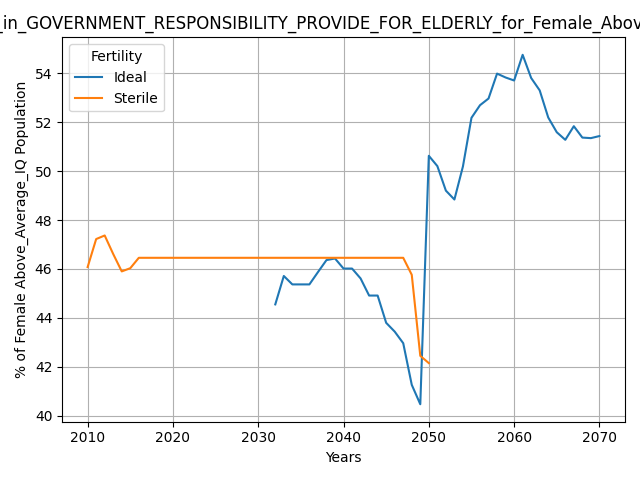 _in_GOVERNMENT_RESPONSIBILITY_PROVIDE_FOR_ELDERLY_for_Female_Abov
Fertility
Ideal
Sterile
% of Female Above_Average_IQ Population
54
52
50
48
46
44
42
40
2010 2020 2030 2040 2050 2060 2070
Years